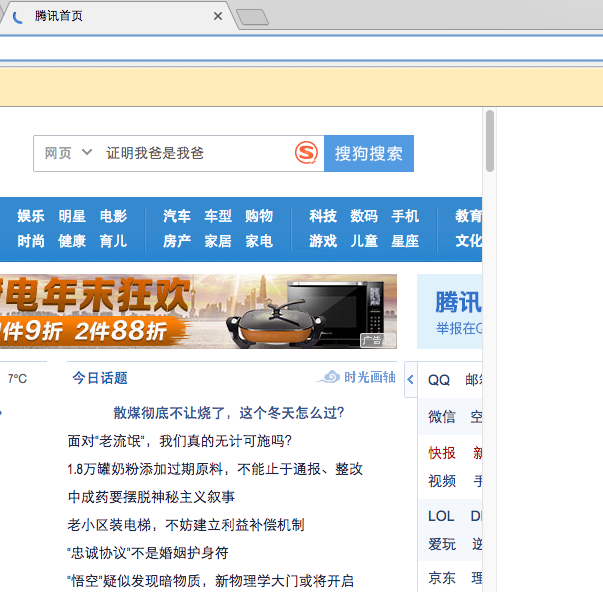 腾讯首页
网页 证明我爸是我爸 搜狗搜索
娱乐 明星 电影 汽车 车型 购物 科技 数码 手机 教育
时尚 健康 育儿 房产 家居 家电 游戏 儿童 星座 文化
电年末狂欢
件9折 2件88折
广告
腾讯
举报在Q
7°C
今日话题
时光画轴
散煤彻底不让烧了，这个冬天怎么过?
面对“老流氓”，我们真的无计可施吗?
1.8万罐奶粉添加过期原料，不能止于通报、整改
中成药要摆脱神秘主义叙事
老小区装电梯，不妨建立利益补偿机制
“忠诚协议”不是婚姻护身符
“悟空”疑似发现暗物质，新物理学大门或将开启
QQ 邮箱
微信 空
快报 新
视频 手
LOL
爱玩 逆
京东 理